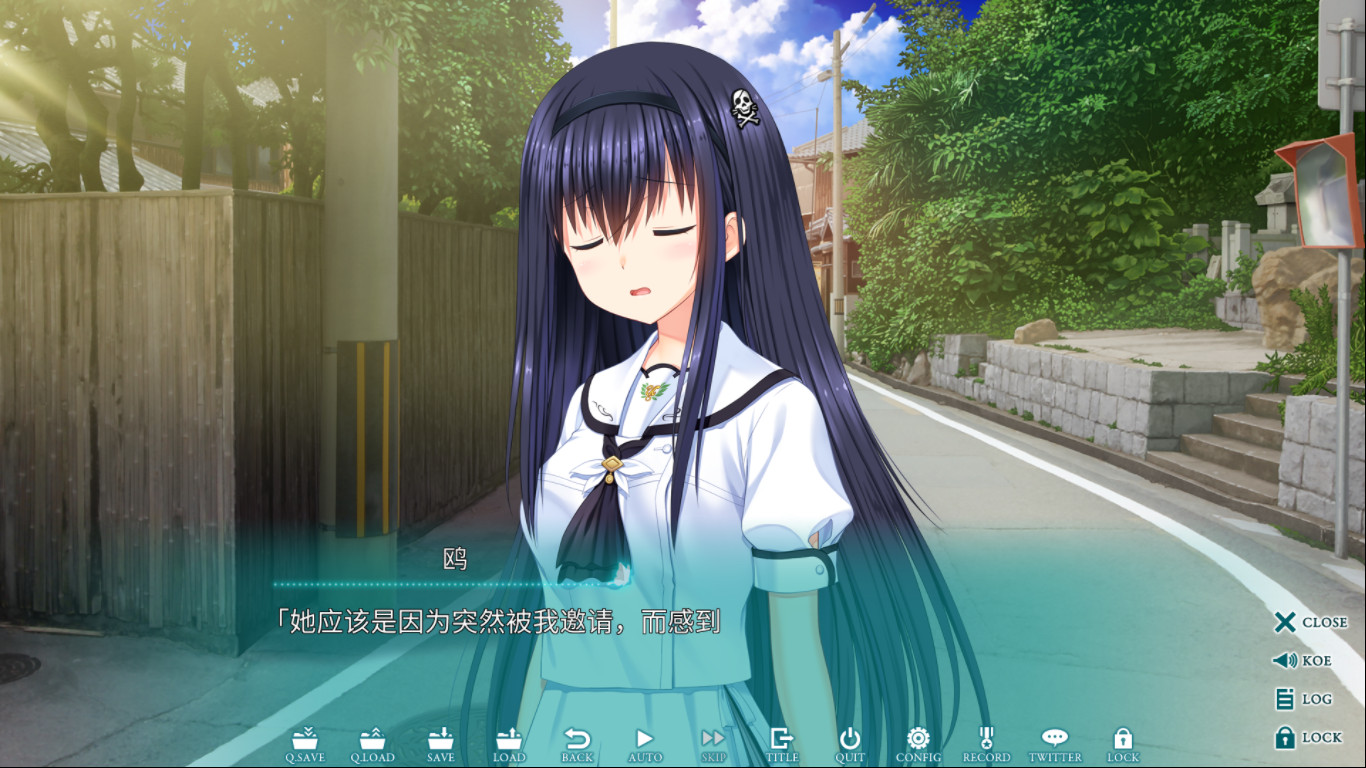 鸥
「她应该是因为突然被我邀请，而感到
CLOSE
KOE
LOG
LOCK
Q.SAVE Q.LOAD SAVE LOAD BACK AUTO SKIP TITLE QUIT CONFIG RECORD TWITTER LOCK